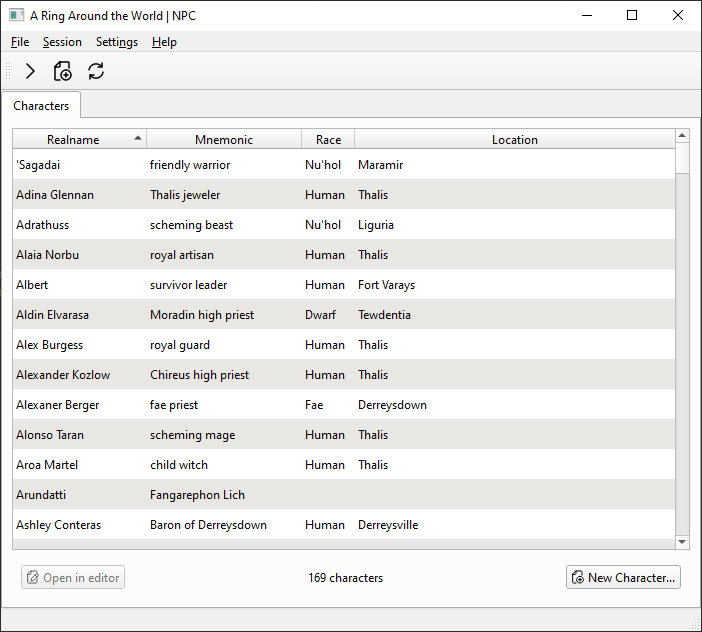 A Ring Around the World | NPC
File Session Settings Help
Characters
Realname Mnemonic Race Location
'Sagadai friendly warrior Nu'hol Maramir
Adina Glennan Thalis jeweler Human Thalis
Adrathuss scheming beast Nu'hol Liguria
Alaia Norbu royal artisan Human Thalis
Albert survivor leader Human Fort Varays
Aldin Elvarasa Moradin high priest Dwarf Tewdentia
Alex Burgess royal guard Human Thalis
Alexander Kozlow Chireus high priest Human Thalis
Alexaner Berger fae priest Fae Derreysdown
Alonso Taran scheming mage Human Thalis
Aroa Martel child witch Human Thalis
Arundatti Fangarephon Lich
Ashley Conteras Baron of Derreysdown Human Derreysville
Open in editor 169 characters New Character...